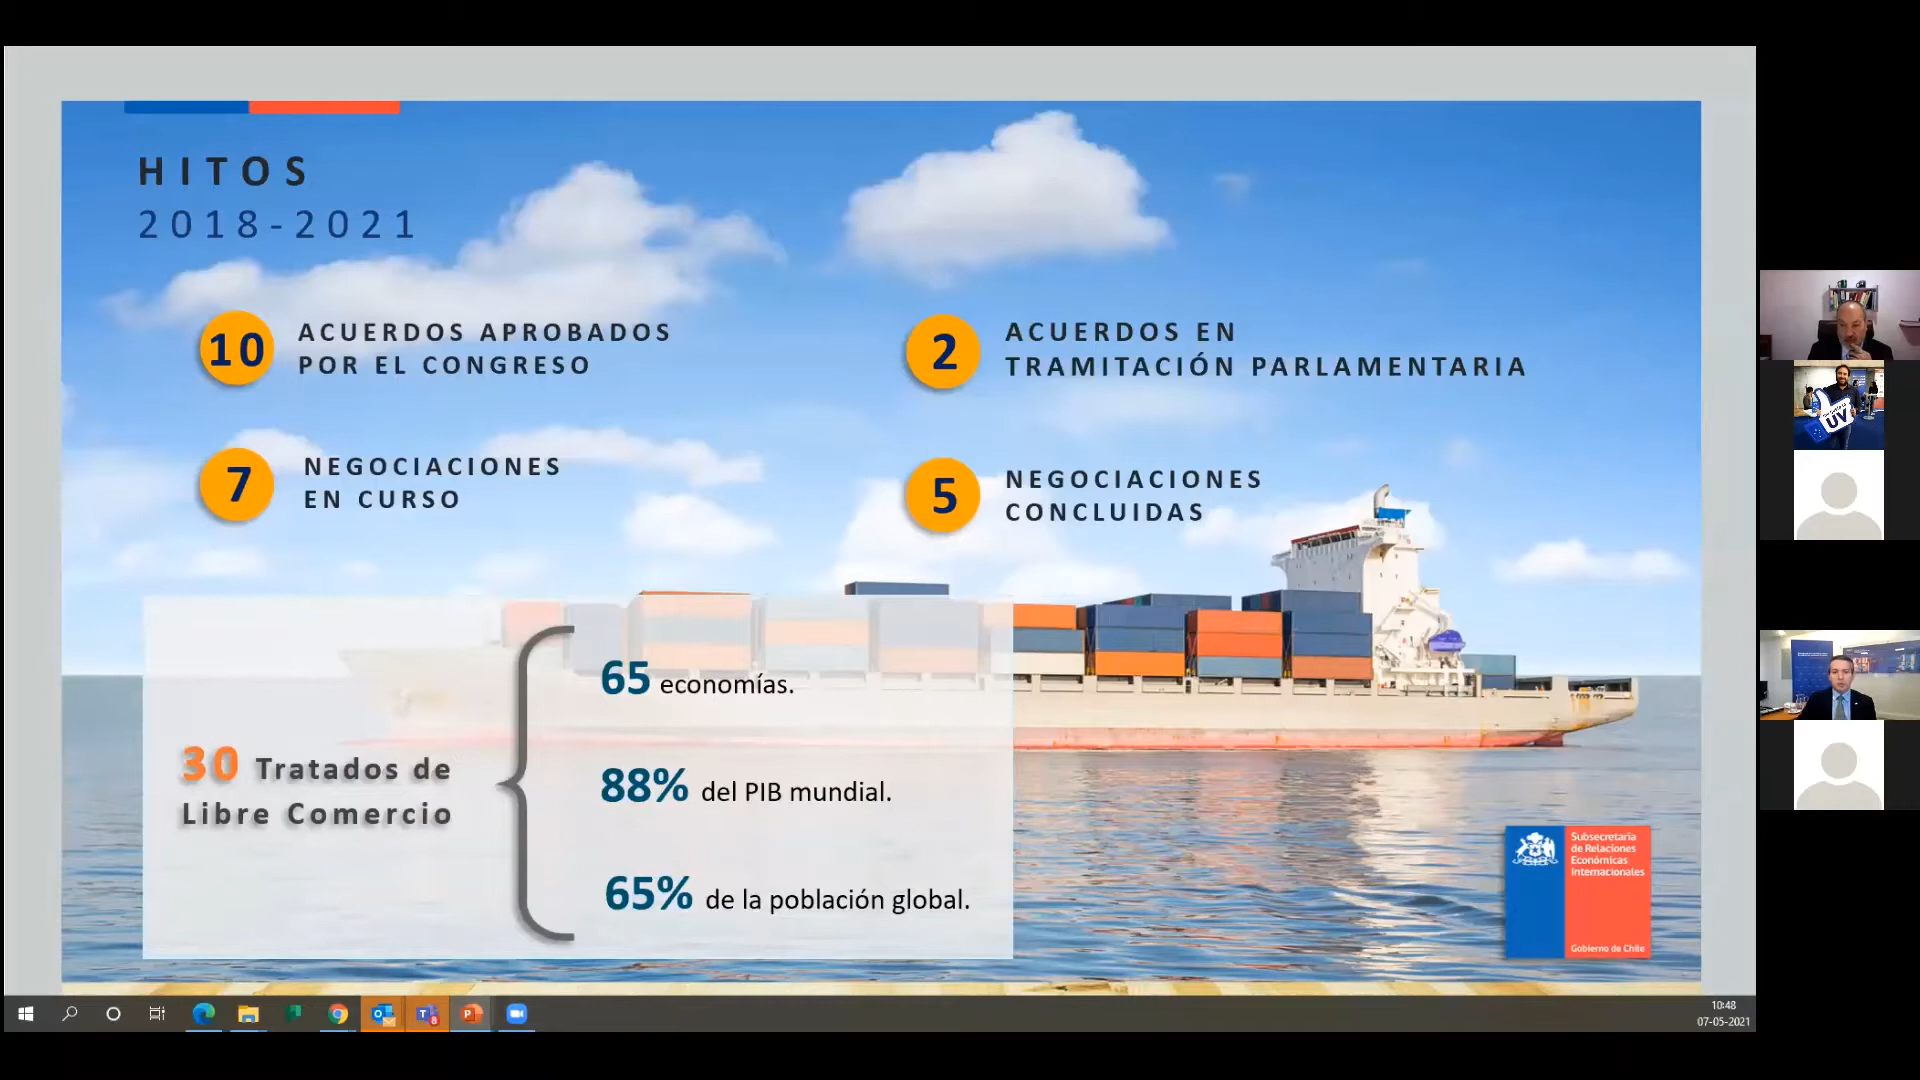 HITOS
2018-2021
10
ACUERDOS APROBADOS
POR EL CONGRESO
2
ACUERDOS EN
TRAMITACIÓN PARLAMENTARIA
7
NEGOCIACIONES
EN CURSO
5
NEGOCIACIONES
CONCLUIDAS
30 Tratados de
Libre Comercio
65 economías.
88% del PIB mundial.
65% de la población global.
Subsecretaría
de Relaciones
Económicas
Internacionales
Gobierno de Chile
UV
10:48
07-05-2021